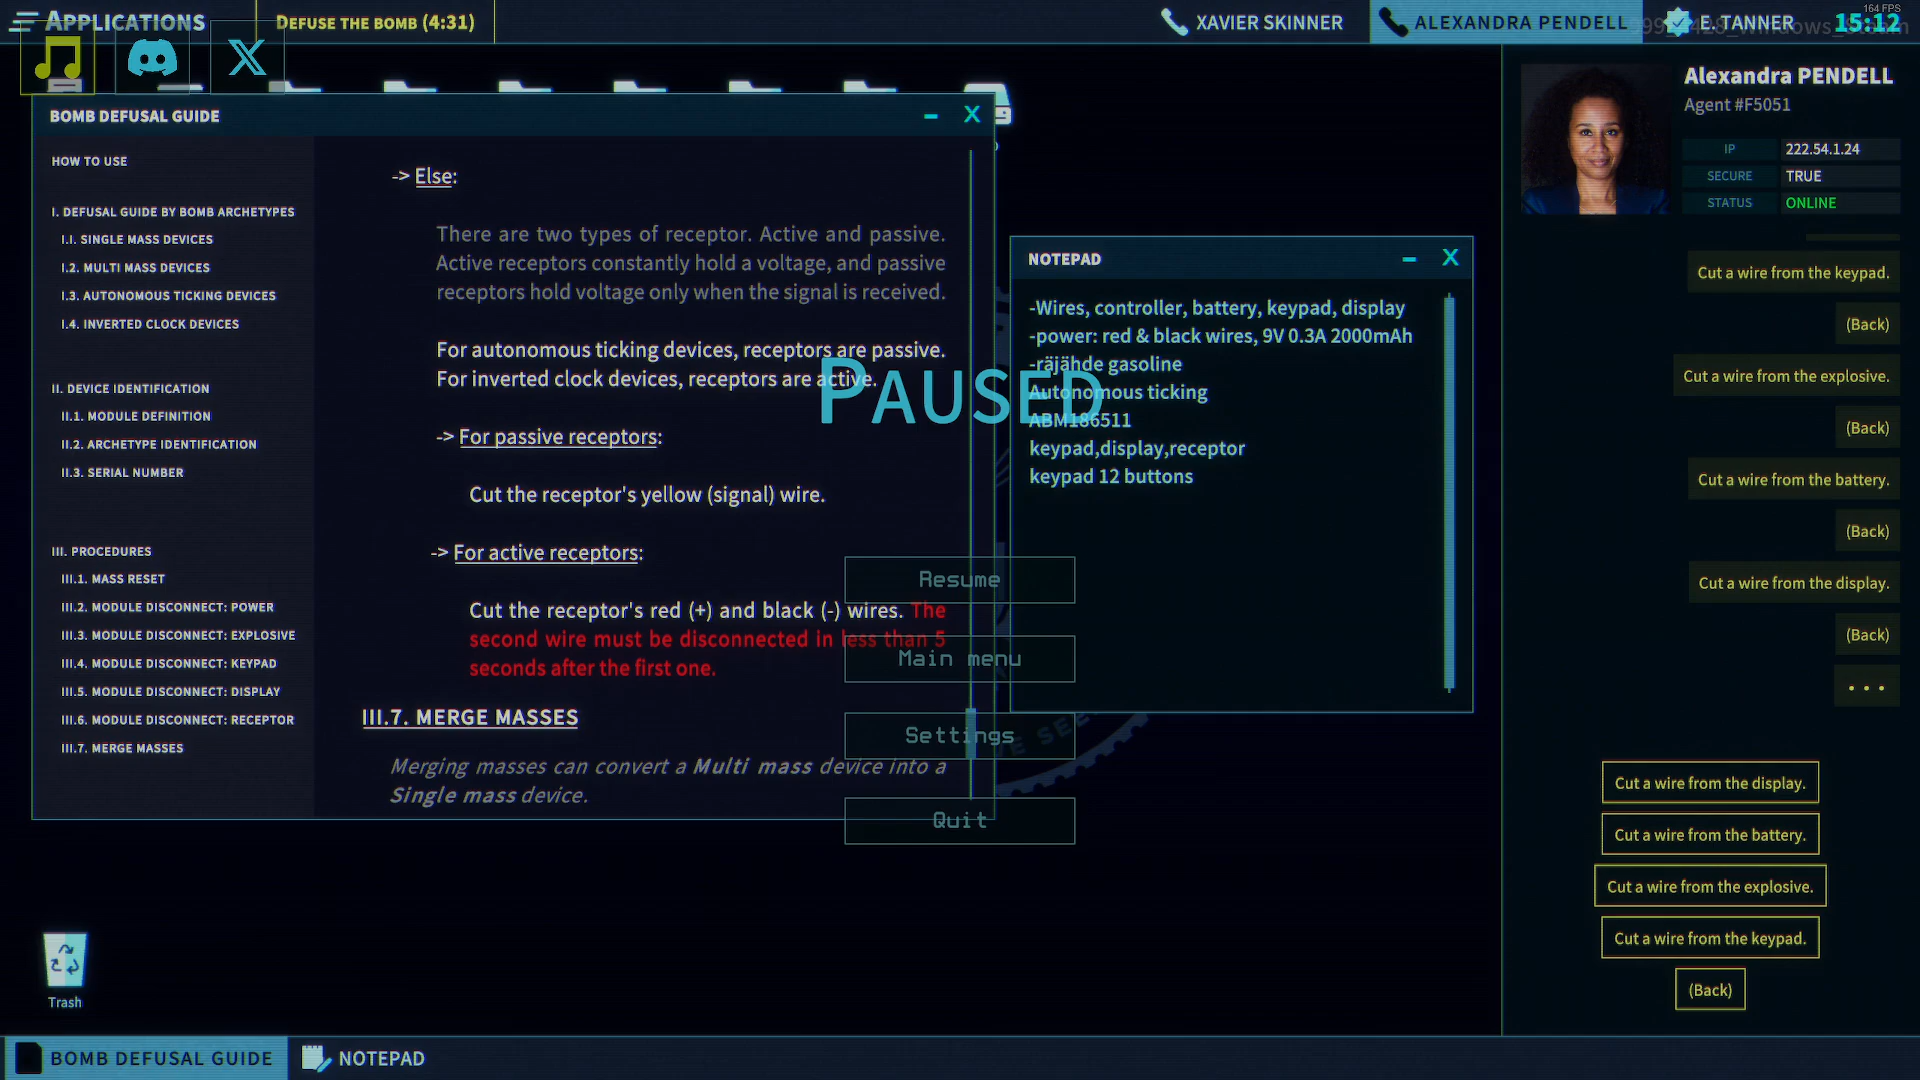 APPLICATIONS
DEFUSE THE BOMB (4:31)
XAVIER SKINNER
ALEXANDRA PENDELL
E. TANNER
164 FPS
15:12
BOMB DEFUSAL GUIDE
HOW TO USE
I. DEFUSAL GUIDE BY BOMB ARCHETYPES
I.I. SINGLE MASS DEVICES
I.2. MULTI MASS DEVICES
I.3. AUTONOMOUS TICKING DEVICES
I.4. INVERTED CLOCK DEVICES
II. DEVICE IDENTIFICATION
II.1. MODULE DEFINITION
II.2. ARCHETYPE IDENTIFICATION
II.3. SERIAL NUMBER
III. PROCEDURES
III.1. MASS RESET
III.2. MODULE DISCONNECT: POWER
III.3. MODULE DISCONNECT: EXPLOSIVE
III.4. MODULE DISCONNECT: KEYPAD
III.5. MODULE DISCONNECT: DISPLAY
III.6. MODULE DISCONNECT: RECEPTOR
III.7. MERGE MASSES
-> Else:
There are two types of receptor. Active and passive.
Active receptors constantly hold a voltage, and passive
receptors hold voltage only when the signal is received.
For autonomous ticking devices, receptors are passive.
For inverted clock devices, receptors are active.
-> For passive receptors:
Cut the receptor's yellow (signal) wire.
-> For active receptors:
Cut the receptor's red (+) and black (-) wires. The
second wire must be disconnected in less than 5
seconds after the first one.
III.7. MERGE MASSES
Merging masses can convert a Multi mass device into a
Single mass device.
PAUSED
Resume
Main menu
Settings
Quit
NOTEPAD
-Wires, controller, battery, keypad, display
-power: red & black wires, 9V 0.3A 2000mAh
-räjähde gasoline
Autonomous ticking
ABM186511
keypad,display,receptor
keypad 12 buttons
Alexandra PENDELL
Agent #F5051
IP 222.54.1.24
SECURE TRUE
STATUS ONLINE
Cut a wire from the keypad.
(Back)
Cut a wire from the explosive.
(Back)
Cut a wire from the battery.
(Back)
Cut a wire from the display.
(Back)
...
Cut a wire from the display.
Cut a wire from the battery.
Cut a wire from the explosive.
Cut a wire from the keypad.
(Back)
Trash
BOMB DEFUSAL GUIDE
NOTEPAD